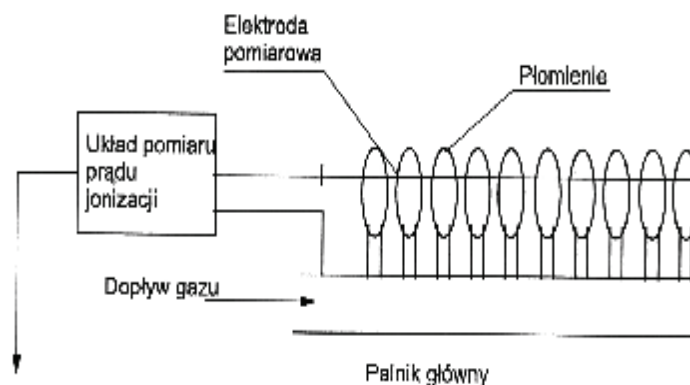 Elektroda
pomiarowa
Płomienie
Układ pomiaru
prądu
jonizacji
Dopływ gazu
Palnik główny